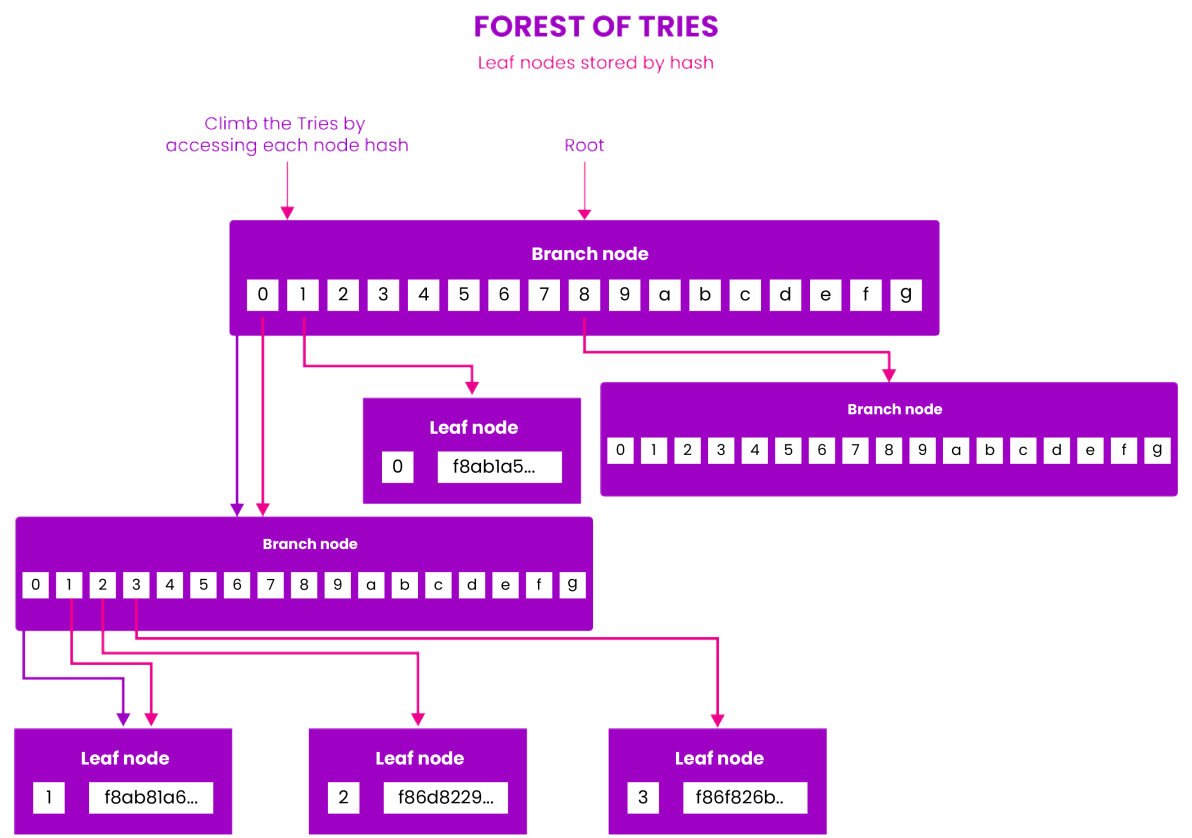 FOREST OF TRIES
Leaf nodes stored by hash
Climb the Tries by
accessing each node hash
Root
Branch node
0 1 2 3 4 5 6 7 8 9 a b c d e f g
Leaf node
0 f8ab1a5...
Branch node
0 1 2 3 4 5 6 7 8 9 a b c d e f g
Branch node
0 1 2 3 4 5 6 7 8 9 a b c d e f g
Leaf node
1 f8ab81a6...
Leaf node
2 f86d8229...
Leaf node
3 f86f826b..